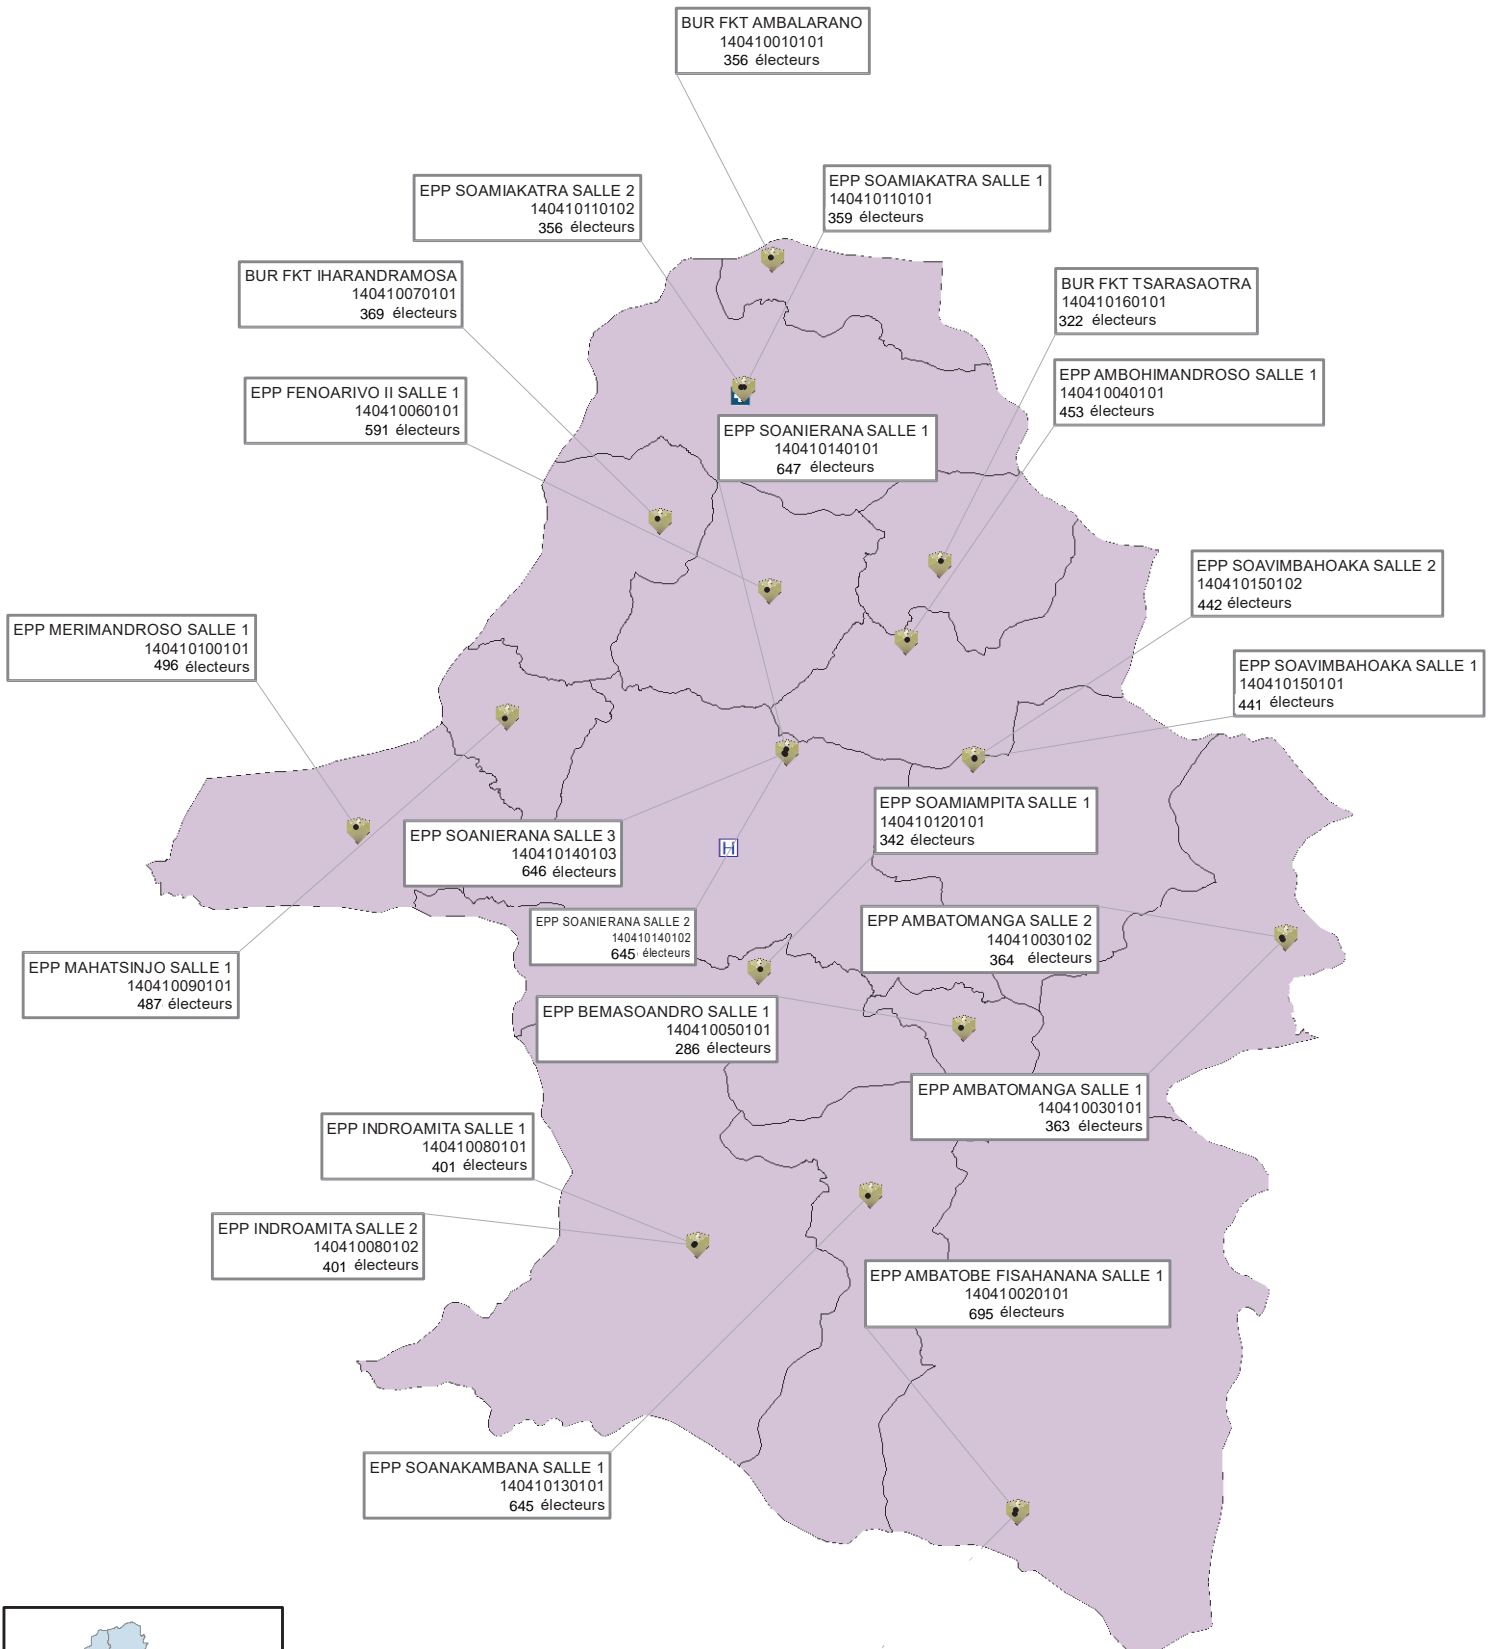 BUR FKT AMBALARANO
140410010101
356 électeurs
EPP SOAMIAKATRA SALLE 1
140410110101
359 électeurs
EPP SOAMIAKATRA SALLE 2
140410110102
356 électeurs
BUR FKT IHARANDRAMOSA
140410070101
369 électeurs
BUR FKT TSARASAOTRA
140410160101
322 électeurs
EPP AMBOHIMANDROSO SALLE 1
140410040101
453 électeurs
EPP FENOARIVO II SALLE 1
140410060101
591 électeurs
EPP SOANIERANA SALLE 1
140410140101
647 électeurs
EPP SOAVIMBAHOAKA SALLE 2
140410150102
442 électeurs
EPP MERIMANDROSO SALLE 1
140410100101
496 électeurs
EPP SOAVIMBAHOAKA SALLE 1
140410150101
441 électeurs
EPP SOAMIAMPITA SALLE 1
140410120101
342 électeurs
EPP SOANIERANA SALLE 3
140410140103
646 électeurs
H
EPP SOANIERANA SALLE 2
140410140102
645 électeurs
EPP AMBATOMANGA SALLE 2
140410030102
364 électeurs
EPP MAHATSINJO SALLE 1
140410090101
487 électeurs
EPP BEMASOANDRO SALLE 1
140410050101
286 électeurs
EPP AMBATOMANGA SALLE 1
140410030101
363 électeurs
EPP INDROAMITA SALLE 1
140410080101
401 électeurs
EPP INDROAMITA SALLE 2
140410080102
401 électeurs
EPP AMBATOBE FISAHANANA SALLE 1
140410020101
695 électeurs
EPP SOANAKAMBANA SALLE 1
140410130101
645 électeurs